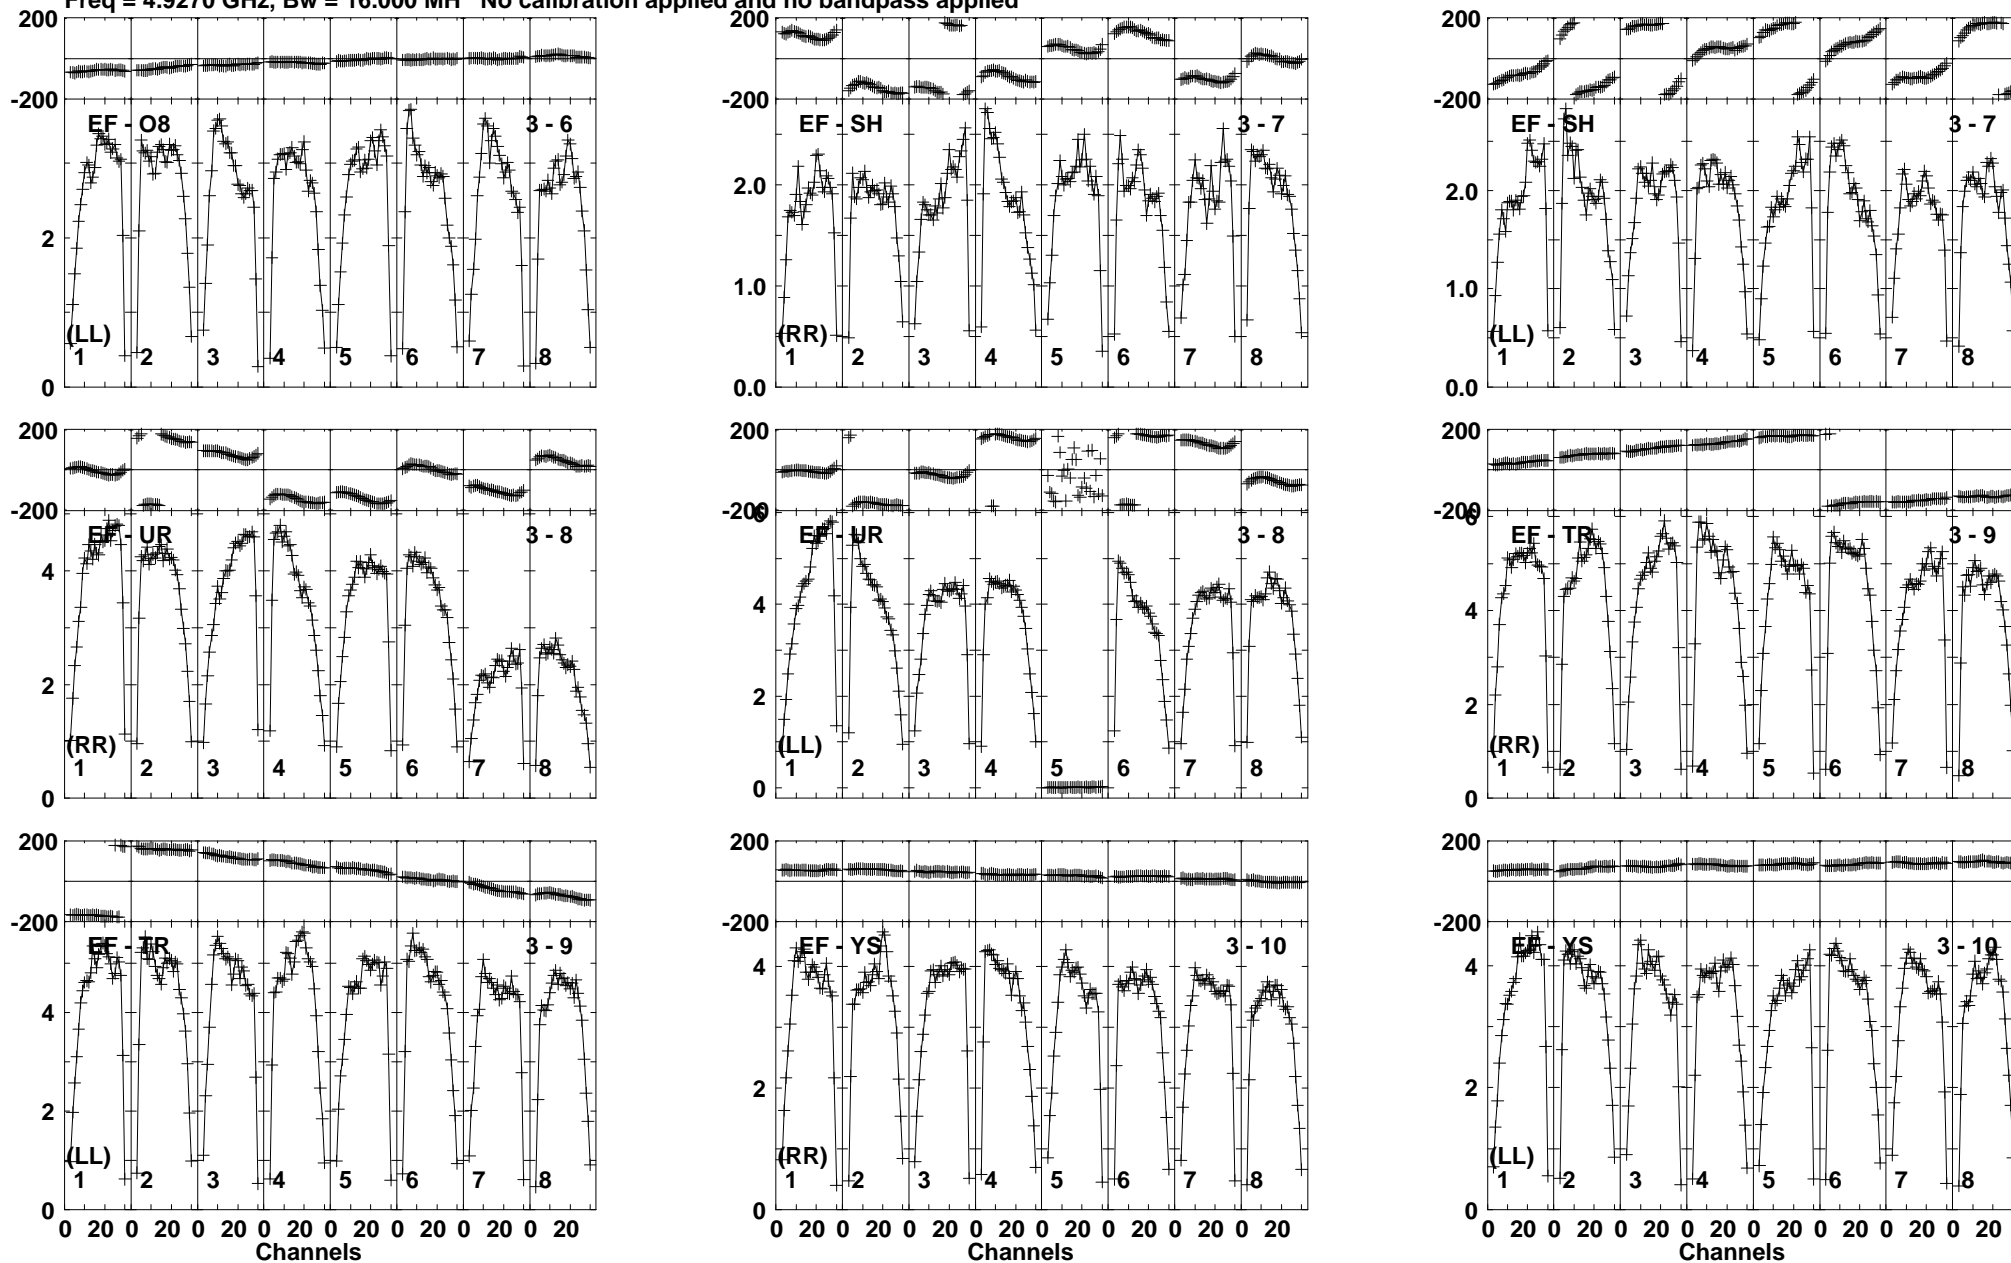 Freq = 4.9270 GHz, Bw = 16.000 MH No calibration applied and no bandpass applied
200 200 200
-200 -200 -200
EF - O8 3 - 6 EF - SH 3 - 7 EF - SH 3 - 7
2.0 2.0
2
1.0 1.0
(LL) (RR) (LL)
1 2 3 4 5 6 7 8 1 2 3 4 5 6 7 8 1 2 3 4 5 6 7 8
0 0.0 0.0
200 200 200
-200 -200 -200
6 6
EF - UR 3 - 8 EF - UR 3 - 8 EF - TR 3 - 9
4 4 4
2 2 2
(RR) (LL) (RR)
1 2 3 4 5 6 7 8 1 2 3 4 5 6 7 8 1 2 3 4 5 6 7 8
0 0 0
200 200 200
-200 -200 -200
EF - TR 3 - 9 EF - YS 3 - 10 EF - YS 3 - 10
4 4 4
2 2 2
(LL) (RR) (LL)
1 2 3 4 5 6 7 8 1 2 3 4 5 6 7 8 1 2 3 4 5 6 7 8
0 0 0
0 20 0 20 0 20 0 20 0 20 0 20 0 20 0 20 0 20 0 20 0 20 0 20 0 20 0 20 0 20 0 20 0 20 0 20 0 20 0 20 0 20 0 20 0 20 0 20
Channels Channels Channels